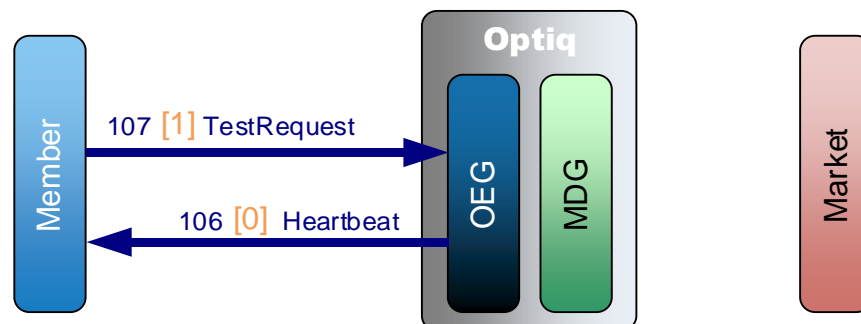 Optiq
Member
107 [1] TestRequest
106 [0] Heartbeat
OEG
MDG
Market